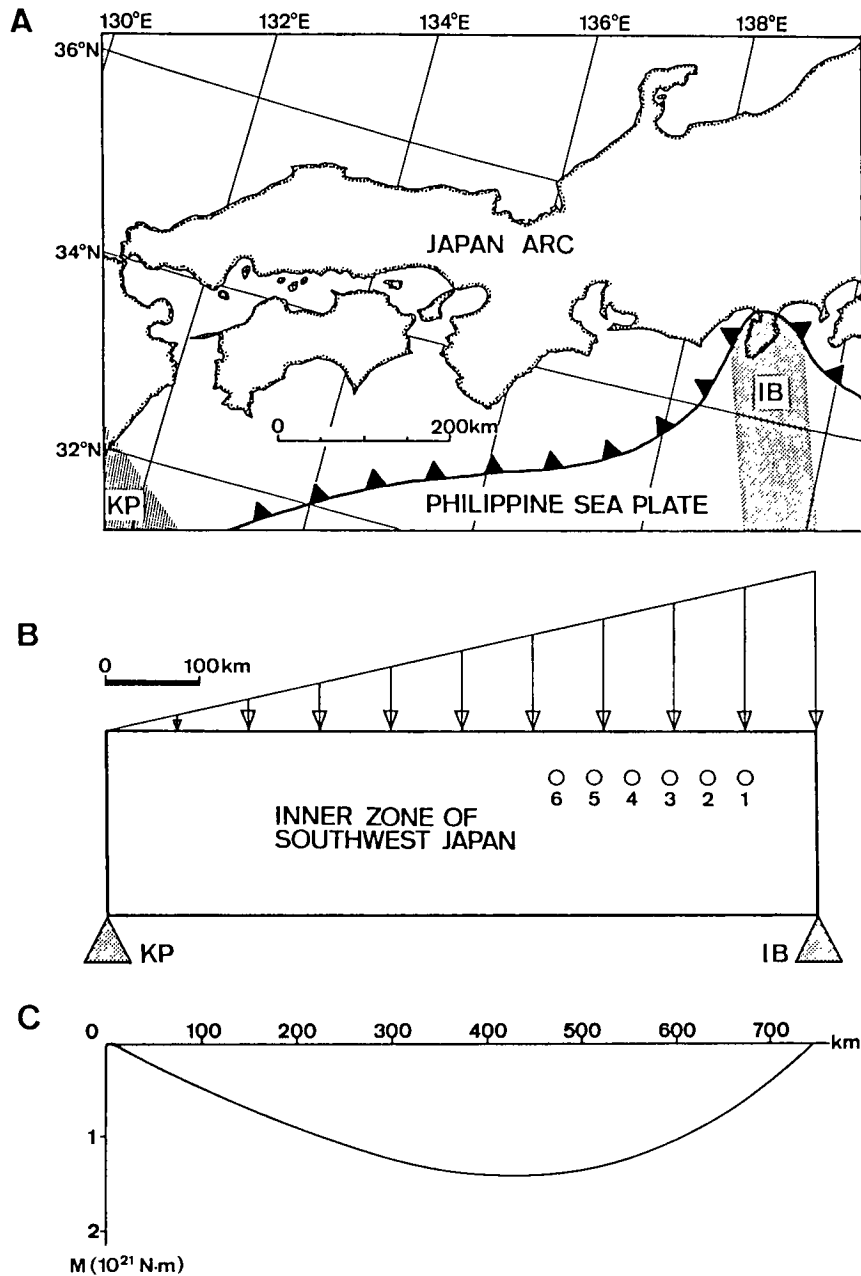 A
130°E 132°E 134°E 136°E 138°E
36°N
JAPAN ARC
34°N
IB
0 200km
32°N
KP
PHILIPPINE SEA PLATE
B
0 100km
6 5 4 3 2 1
INNER ZONE OF
SOUTHWEST JAPAN
KP
IB
C
0 100 200 300 400 500 600 700 km
1
2
M (10²¹ N·m)